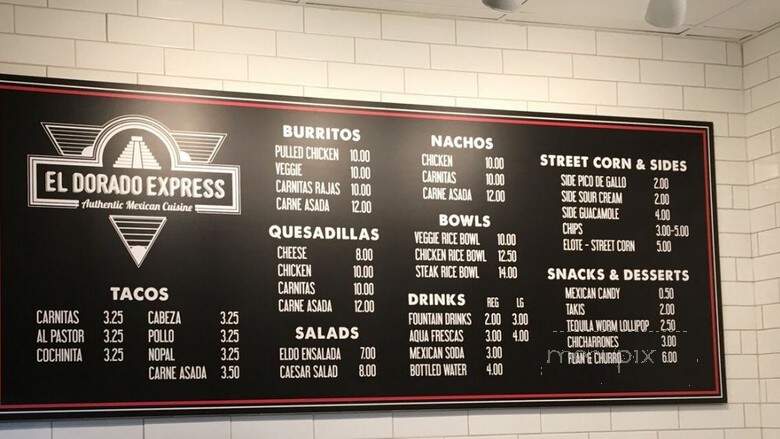 EL DORADO EXPRESS
Authentic Mexican Cuisine
TACOS
CARNITAS 3.25 CABEZA 3.25
AL PASTOR 3.25 POLLO 3.25
COCHINITA 3.25 NOPAL 3.25
CARNE ASADA 3.50
BURRITOS
PULLED CHICKEN 10.00
VEGGIE 10.00
CARNITAS RAJAS 10.00
CARNE ASADA 12.00
QUESADILLAS
CHEESE 8.00
CHICKEN 10.00
CARNITAS 10.00
CARNE ASADA 12.00
SALADS
ELDO ENSALADA 7.00
CAESAR SALAD 8.00
NACHOS
CHICKEN 10.00
CARNITAS 10.00
CARNE ASADA 12.00
BOWLS
VEGGIE RICE BOWL 10.00
CHICKEN RICE BOWL 12.50
STEAK RICE BOWL 14.00
DRINKS REG LG
FOUNTAIN DRINKS 2.00 3.00
AQUA FRESCAS 3.00 4.00
MEXICAN SODA 3.00
BOTTLED WATER 4.00
STREET CORN & SIDES
SIDE PICO DE GALLO 2.00
SIDE SOUR CREAM 2.00
SIDE GUACAMOLE 4.00
CHIPS 3.00-5.00
ELOTE - STREET CORN 5.00
SNACKS & DESSERTS
MEXICAN CANDY 0.50
TAKIS 2.00
TEQUILA WORM LOLLIPOP 2.50
CHICHARRONES 3.00
FLAN & CHURRO 6.00
menupix